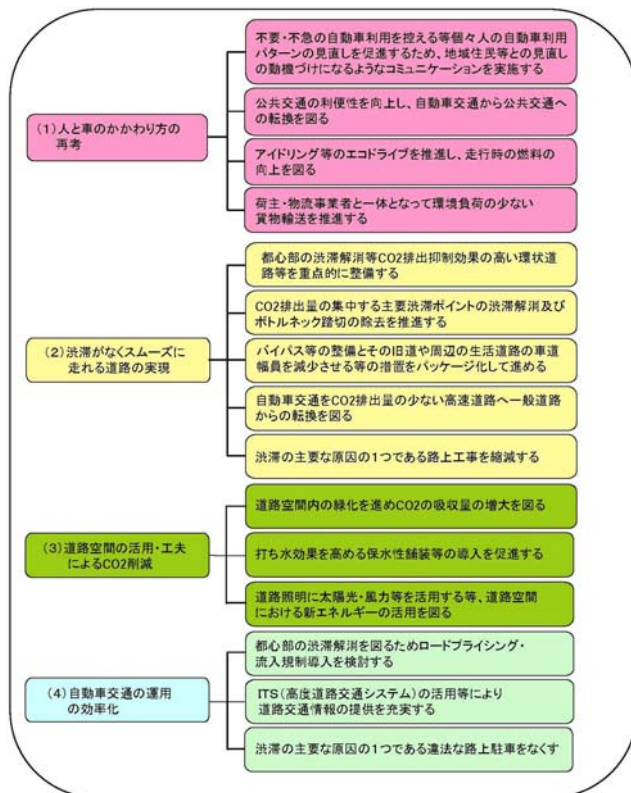 (1)人と車のかかわり方の
再考
不要・不急の自動車利用を控える等個々人の自動車利用
パターンの見直しを促進するため、地域住民等との見直し
の動機づけになるようなコミュニケーションを実施する
公共交通の利便性を向上し、自動車交通から公共交通へ
の転換を図る
アイドリング等のエコドライブを推進し、走行時の燃料の
向上を図る
荷主・物流事業者と一体となって環境負荷の少ない
貨物輸送を推進する
(2)渋滞がなくスムーズに
走れる道路の実現
都心部の渋滞解消等CO2排出抑制効果の高い環状道
路等を重点的に整備する
CO2排出量の集中する主要渋滞ポイントの渋滞解消及び
ボトルネック踏切の除去を推進する
バイパス等の整備とその旧道や周辺の生活道路の車道
幅員を減少させる等の措置をパッケージ化して進める
自動車交通をCO2排出量の少ない高速道路へ一般道路
からの転換を図る
渋滞の主要な原因の1つである路上工事を縮減する
(3)道路空間の活用・工夫
によるCO2削減
道路空間内の緑化を進めCO2の吸収量の増大を図る
打ち水効果を高める保水性舗装等の導入を促進する
道路照明に太陽光・風力等を活用する等、道路空間
における新エネルギーの活用を図る
(4)自動車交通の運用
の効率化
都心部の渋滞解消を図るためロードプライシング・
流入規制導入を検討する
ITS(高度道路交通システム)の活用等により
道路交通情報の提供を充実する
渋滞の主要な原因の1つである違法な路上駐車をなくす